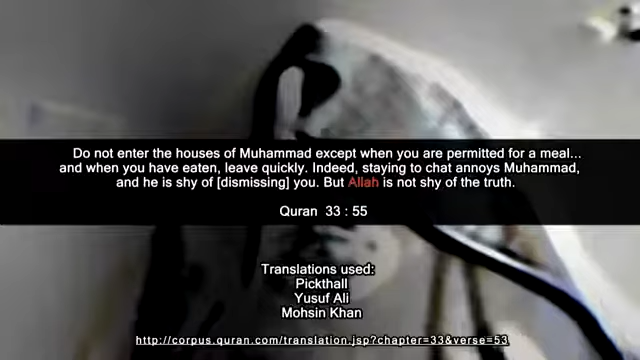 Do not enter the houses of Muhammad except when you are permitted for a meal...
and when you have eaten, leave quickly. Indeed, staying to chat annoys Muhammad,
and he is shy of [dismissing] you. But Allah is not shy of the truth.
Quran 33 : 55
Translations used:
Pickthall
Yusuf Ali
Mohsin Khan
http://corpus.quran.com/translation.jsp?chapter=33&verse=53